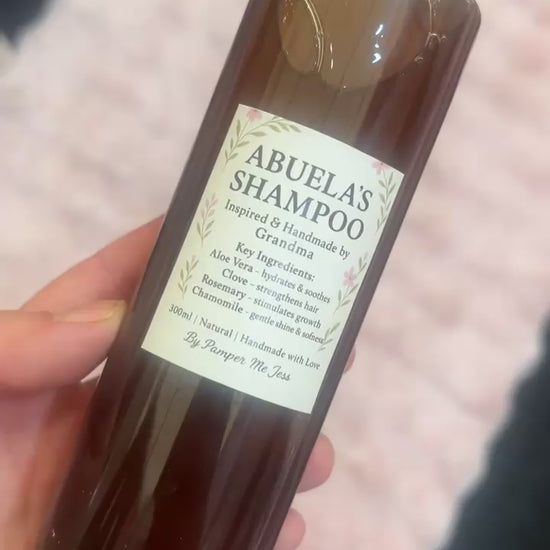 ABUELA'S
SHAMPOO
Inspired & Handmade by
Grandma
Key Ingredients:
Aloe Vera - hydrates & soothes
Clove - strengthens hair
Rosemary - stimulates growth
Chamomile - gentle shine & softness
300ml | Natural | Handmade with Love
By Pamper Me Jess